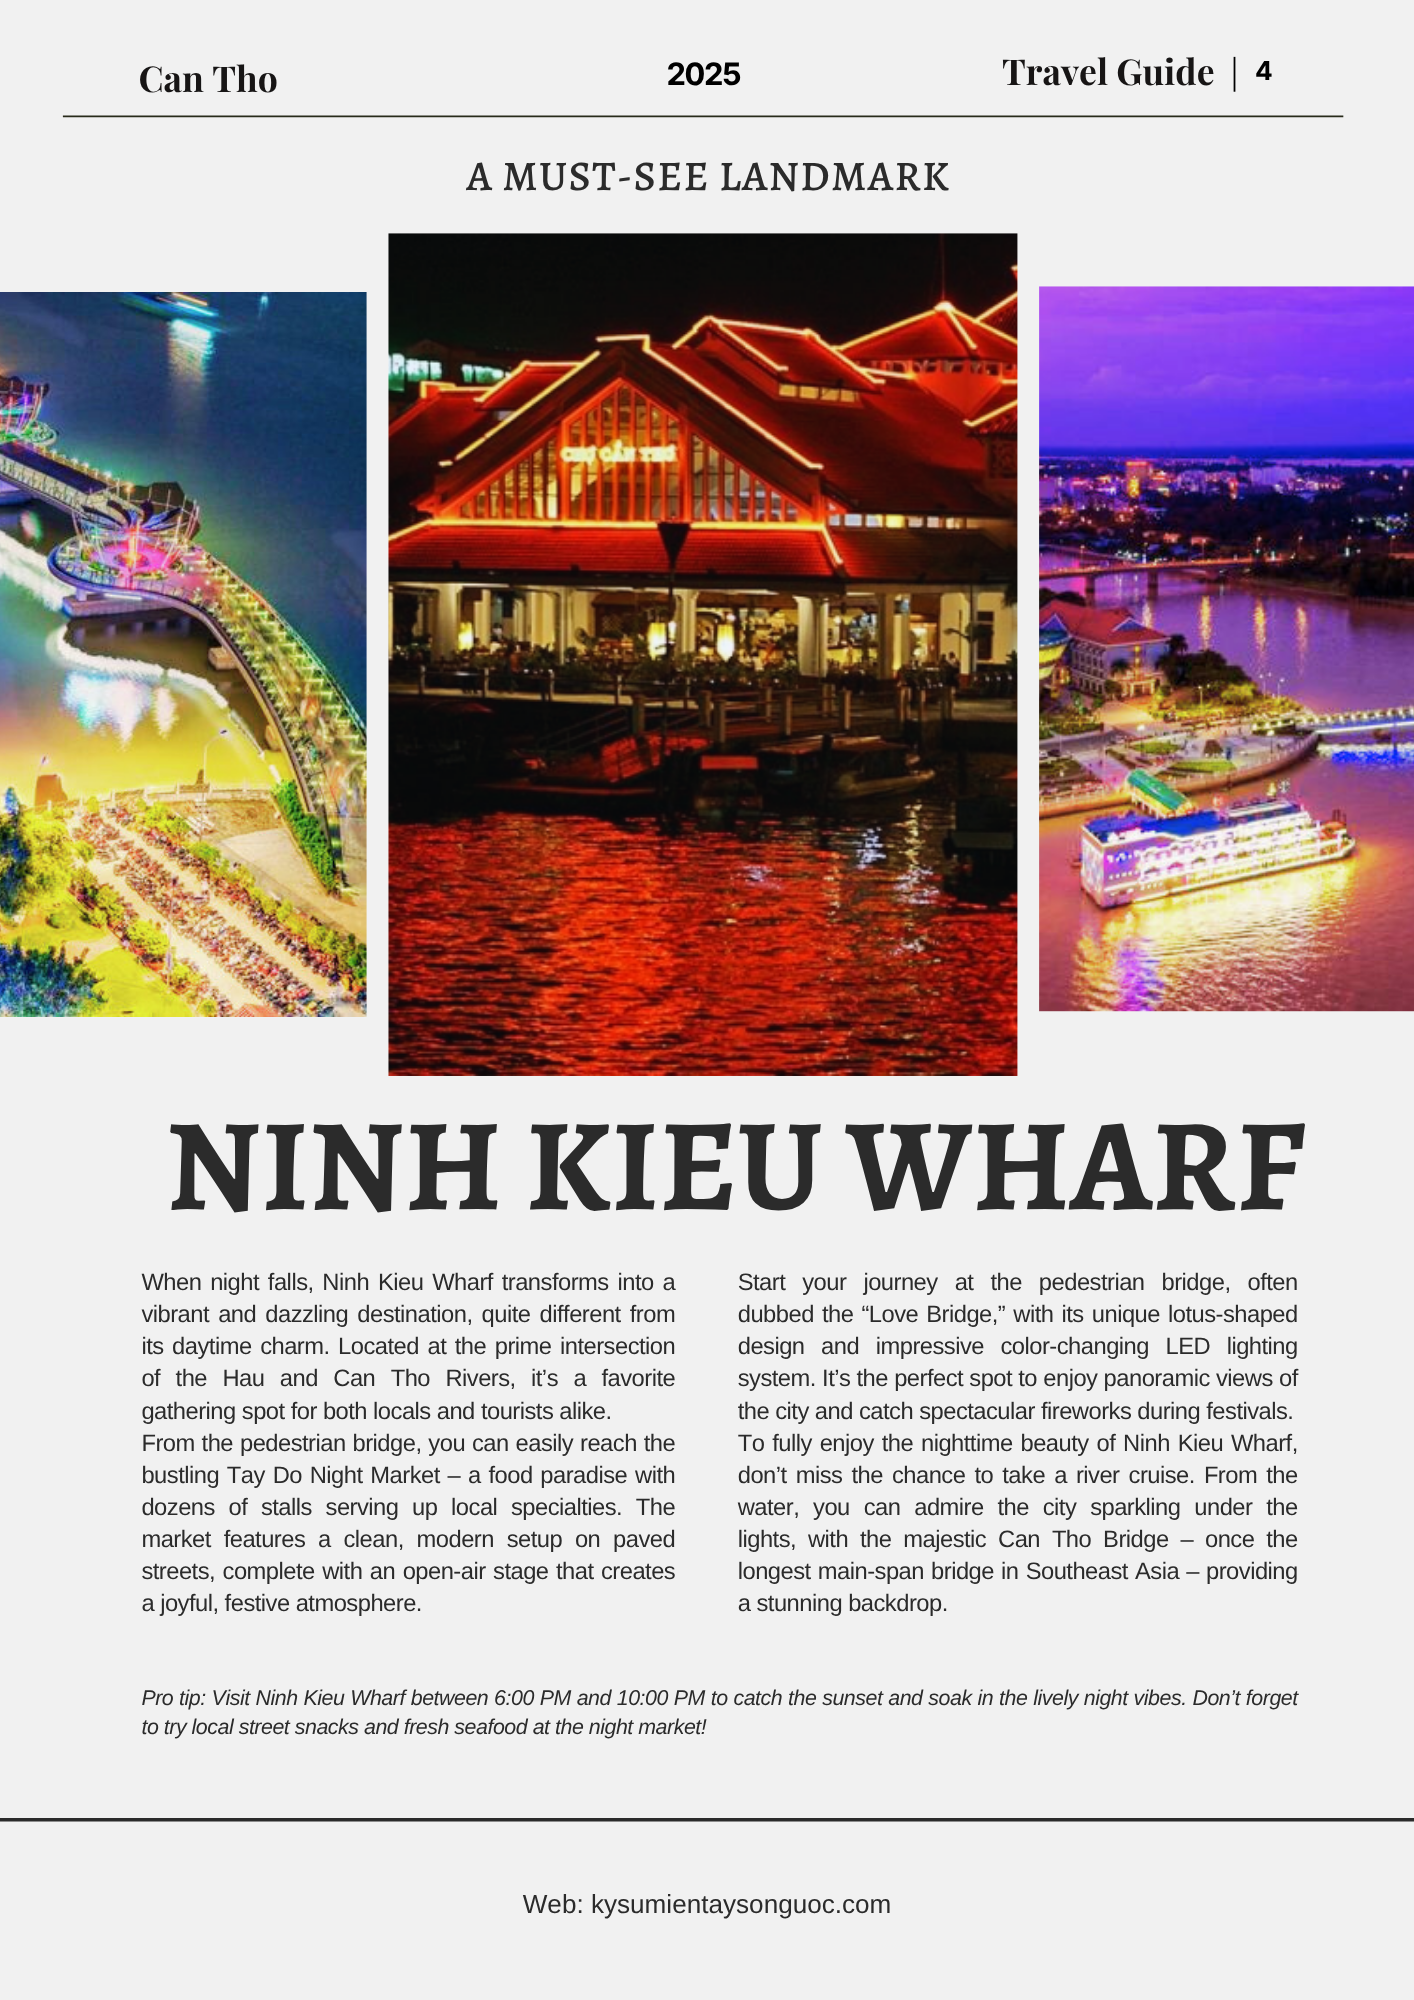 Can Tho
2025
Travel Guide | 4
A MUST-SEE LANDMARK
CHỢ CẦN THƠ
NINH KIEU WHARF
When night falls, Ninh Kieu Wharf transforms into a
vibrant and dazzling destination, quite different from
its daytime charm. Located at the prime intersection
of the Hau and Can Tho Rivers, it’s a favorite
gathering spot for both locals and tourists alike.
From the pedestrian bridge, you can easily reach the
bustling Tay Do Night Market – a food paradise with
dozens of stalls serving up local specialties. The
market features a clean, modern setup on paved
streets, complete with an open-air stage that creates
a joyful, festive atmosphere.
Start your journey at the pedestrian bridge, often
dubbed the “Love Bridge,” with its unique lotus-shaped
design and impressive color-changing LED lighting
system. It’s the perfect spot to enjoy panoramic views of
the city and catch spectacular fireworks during festivals.
To fully enjoy the nighttime beauty of Ninh Kieu Wharf,
don’t miss the chance to take a river cruise. From the
water, you can admire the city sparkling under the
lights, with the majestic Can Tho Bridge – once the
longest main-span bridge in Southeast Asia – providing
a stunning backdrop.
Pro tip: Visit Ninh Kieu Wharf between 6:00 PM and 10:00 PM to catch the sunset and soak in the lively night vibes. Don’t forget
to try local street snacks and fresh seafood at the night market!
Web: kysumientaysonguoc.com